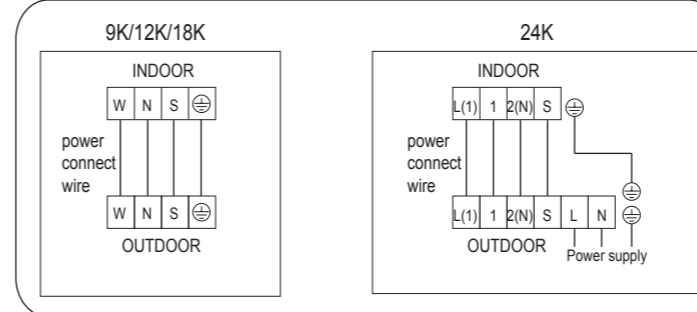 9K/12K/18K
INDOOR
W N S
power
connect
wire
W N S
OUTDOOR
24K
INDOOR
L(1) 1 2(N) S
power
connect
wire
L(1) 1 2(N) S L N
OUTDOOR
Power supply